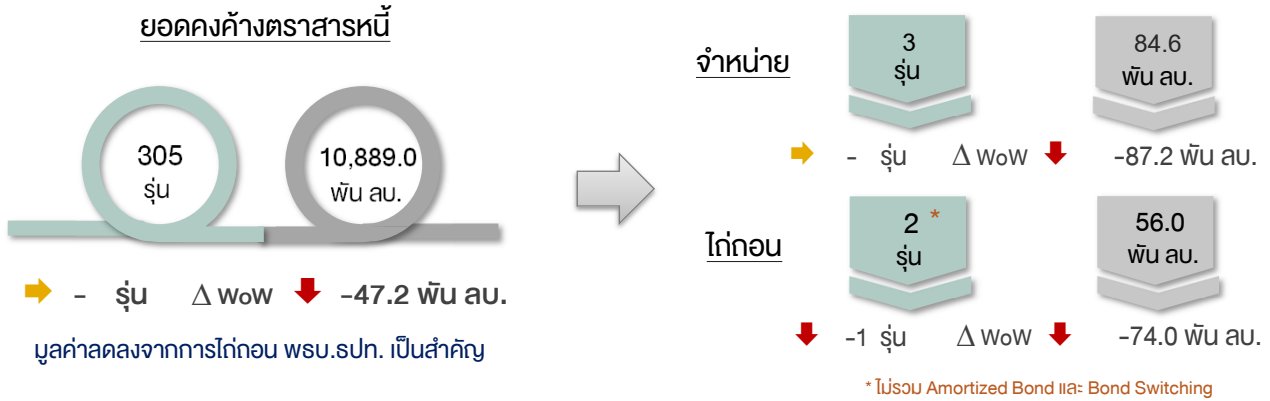 ยอดคงค้างตราสารหนี้
305
รุ่น
10,889.0
พัน ลบ.
- รุ่น Δ WoW -47.2 พัน ลบ.
มูลค่าลดลงจากการไถ่ถอน พธบ.ธปท. เป็นสำคัญ
จำหน่าย
3
รุ่น
84.6
พัน ลบ.
- รุ่น Δ WoW -87.2 พัน ลบ.
ไถ่ถอน
2 *
รุ่น
56.0
พัน ลบ.
-1 รุ่น Δ WoW -74.0 พัน ลบ.
* ไม่รวม Amortized Bond และ Bond Switching